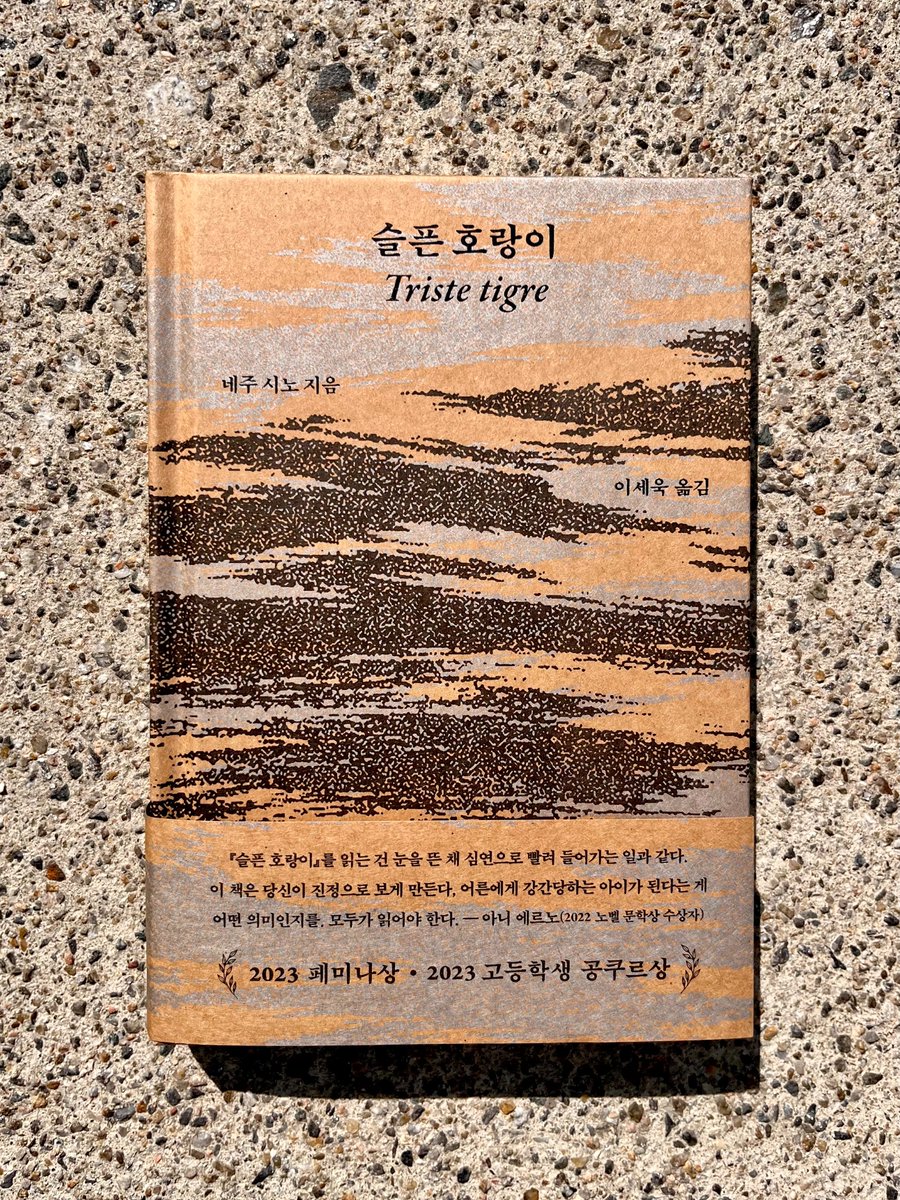 슬픈 호랑이
Triste tigre
네주 시노 지음
이세욱 옮김
『슬픈 호랑이』를 읽는 건 눈을 뜬 채 심연으로 빨려 들어가는 일과 같다.
이 책은 당신이 진정으로 보게 만든다, 어른에게 강간당하는 아이가 된다는 게
어떤 의미인지를. 모두가 읽어야 한다. — 아니 에르노(2022 노벨 문학상 수상자)
2023 페미나상 • 2023 고등학생 공쿠르상